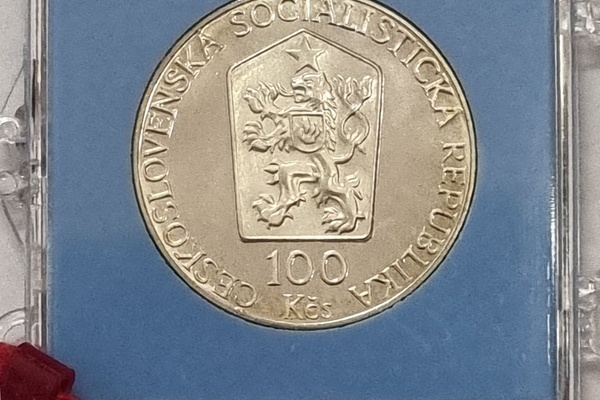 ČESKOSLOVENSKÁ SOCIALISTICKÁ REPUBLIKA
100
Kčs